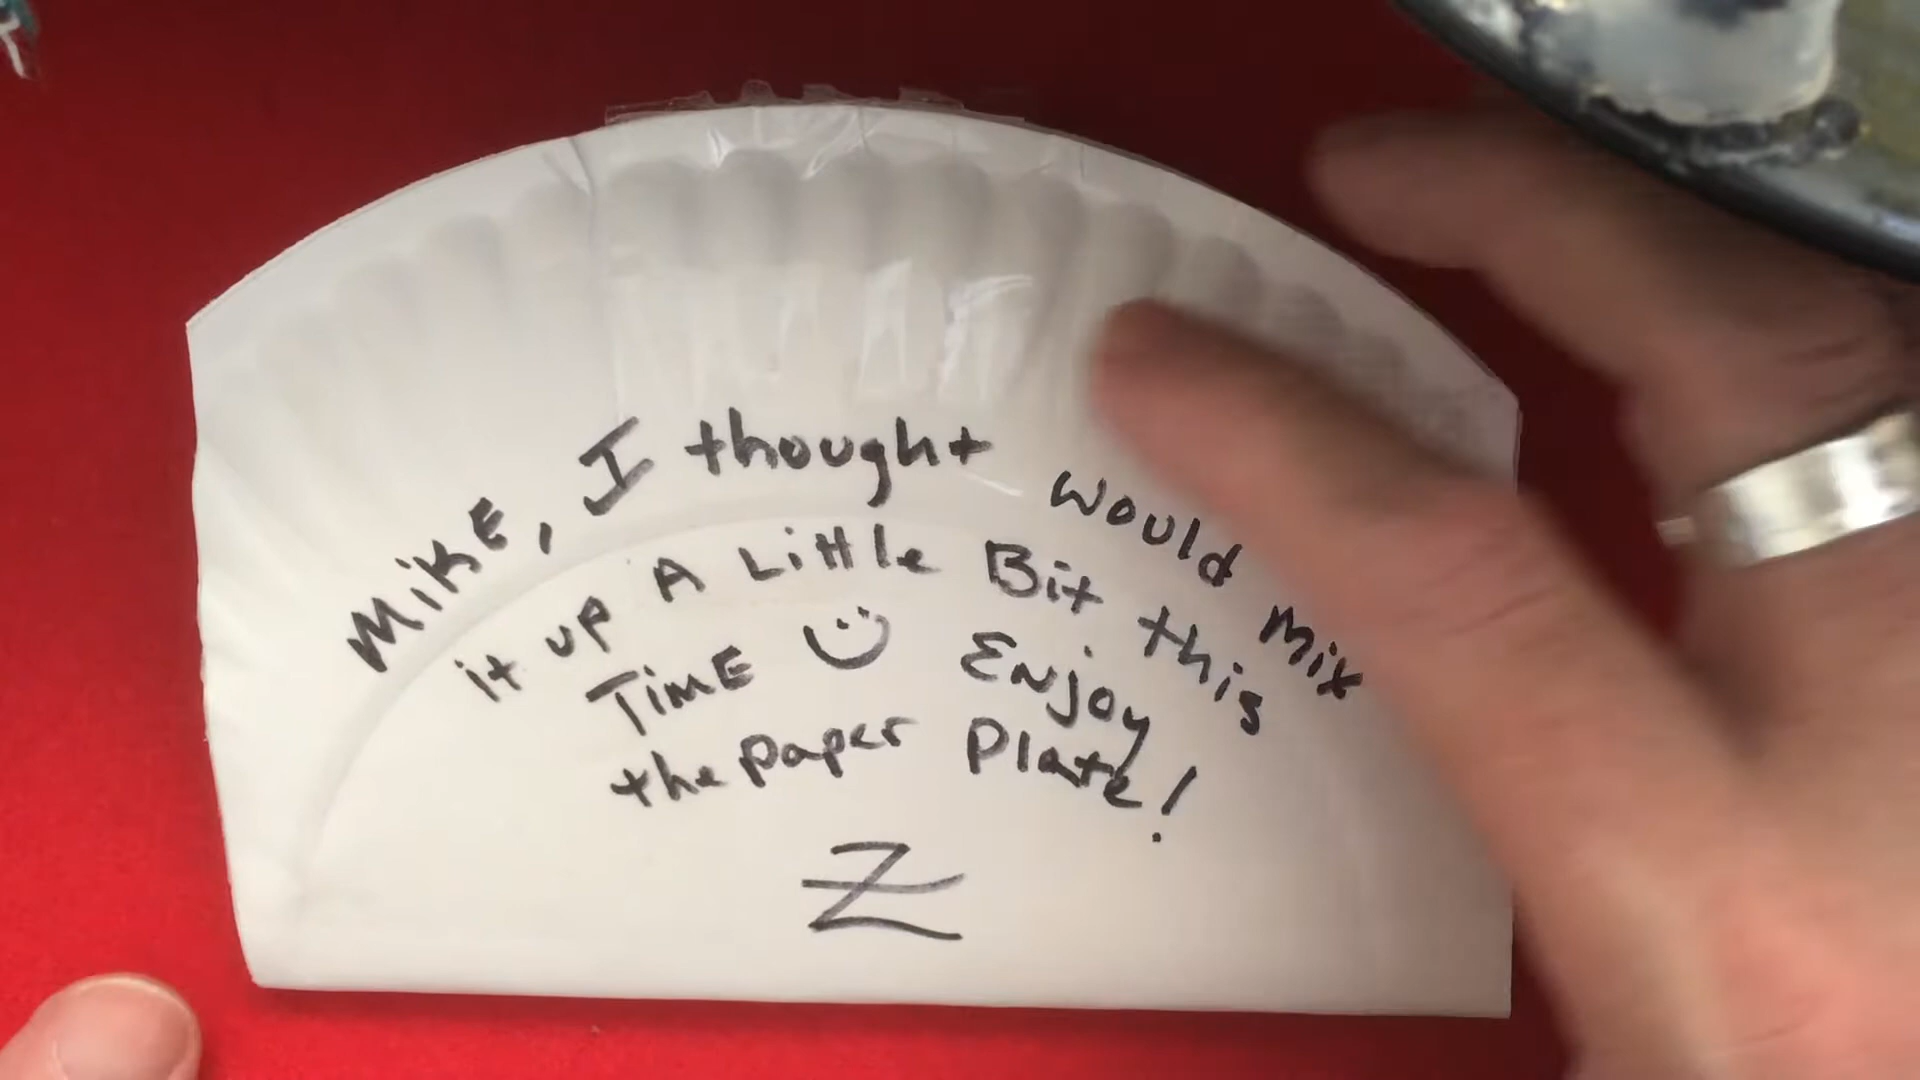 MiKE, I thought would Mix
it up A Little Bit this
TiME Enjoy
the paper Plate!
Z